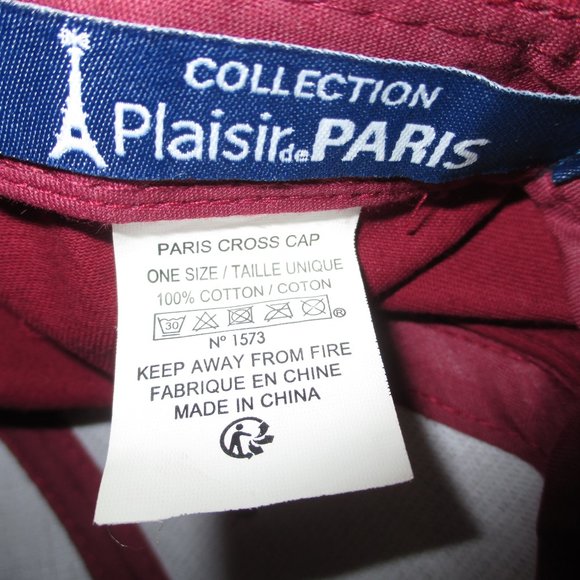 COLLECTION
Plaisir de PARIS
PARIS CROSS CAP
ONE SIZE / TAILLE UNIQUE
100% COTTON / COTON
30 ®
N° 1573
KEEP AWAY FROM FIRE
FABRIQUE EN CHINE
MADE IN CHINA